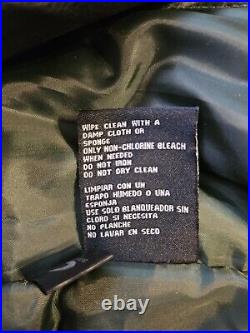 WIPE CLEAN WITH A
DAMP CLOTH OR
SPONGE
ONLY NON-CHLORINE BLEACH
WHEN NEEDED
DO NOT IRON
DO NOT DRY CLEAN
LIMPIAR CON UN
TRAPO HUMEDO O UNA
ESPONJA
USE SOLO BLANQUEADOR SIN
CLORO SI NECESITA
NO PLANCHE
NO LAVAR EN SECO